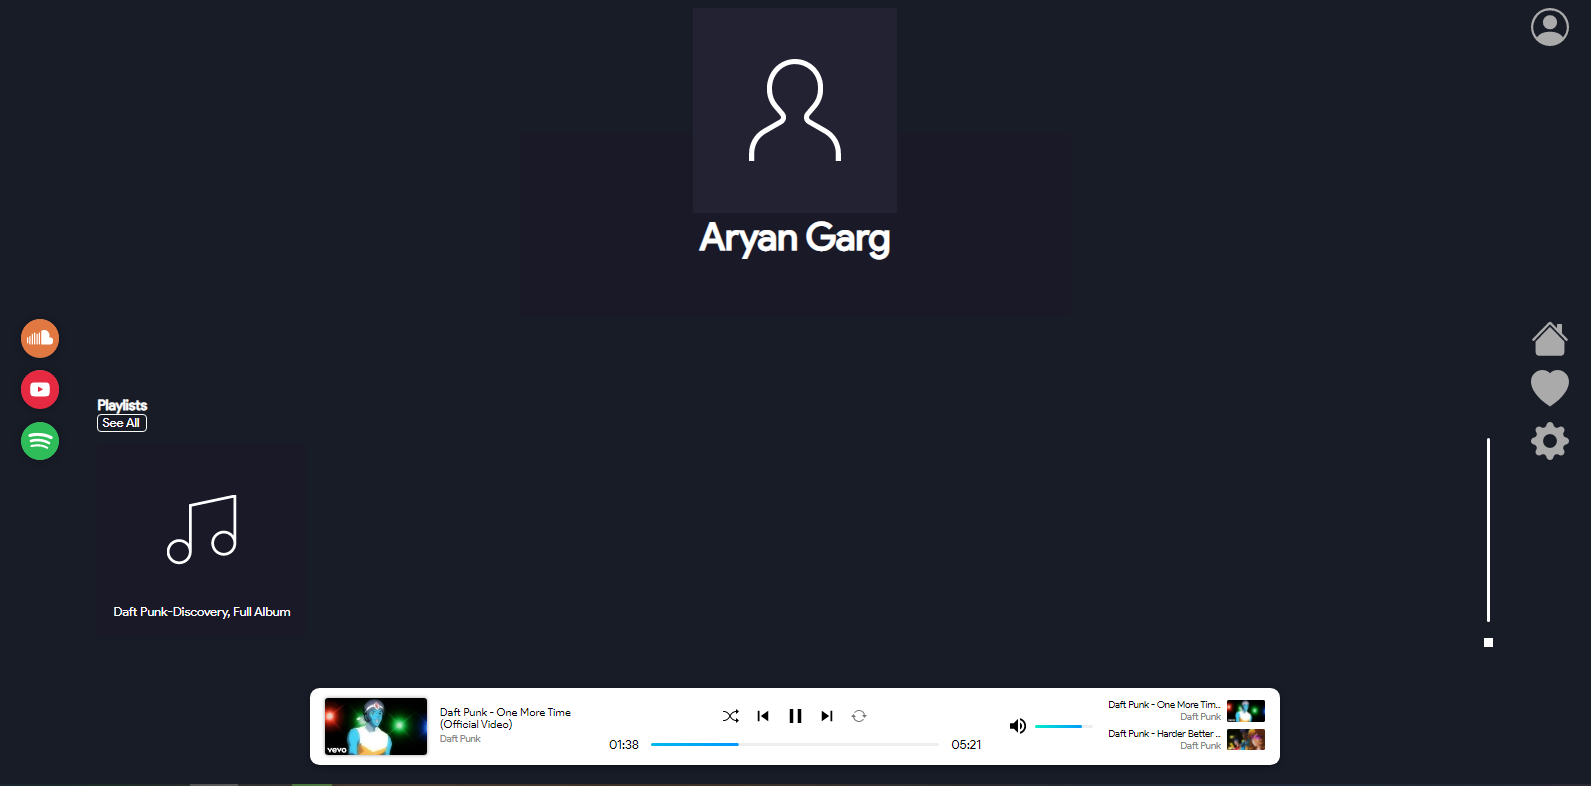 Aryan Garg
Playlists
See All
Daft Punk-Discovery, Full Album
vevo
Daft Punk - One More Time
(Official Video)
Daft Punk
01:38
05:21
Daft Punk - One More Tim...
Daft Punk
Daft Punk - Harder Better ...
Daft Punk